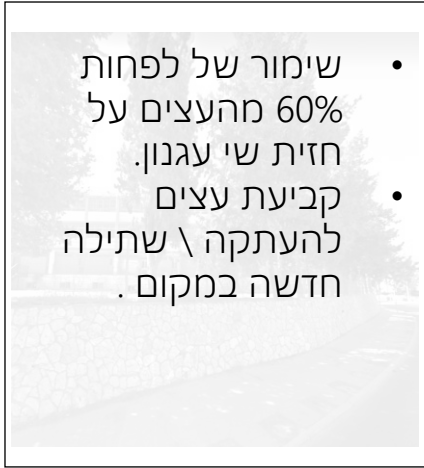 • שימור של לפחות
60% מהעצים על
חזית שי עגנון.
• קביעת עצים
להעתקה \ שתילה
חדשה במקום .